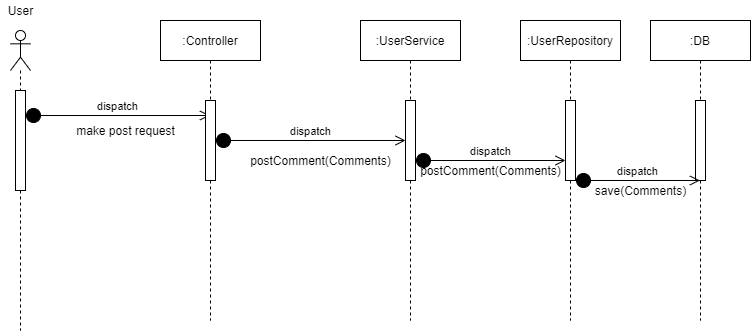 User
:Controller
:UserService
:UserRepository
:DB
dispatch
make post request
dispatch
postComment(Comments)
dispatch
postComment(Comments)
dispatch
save(Comments)